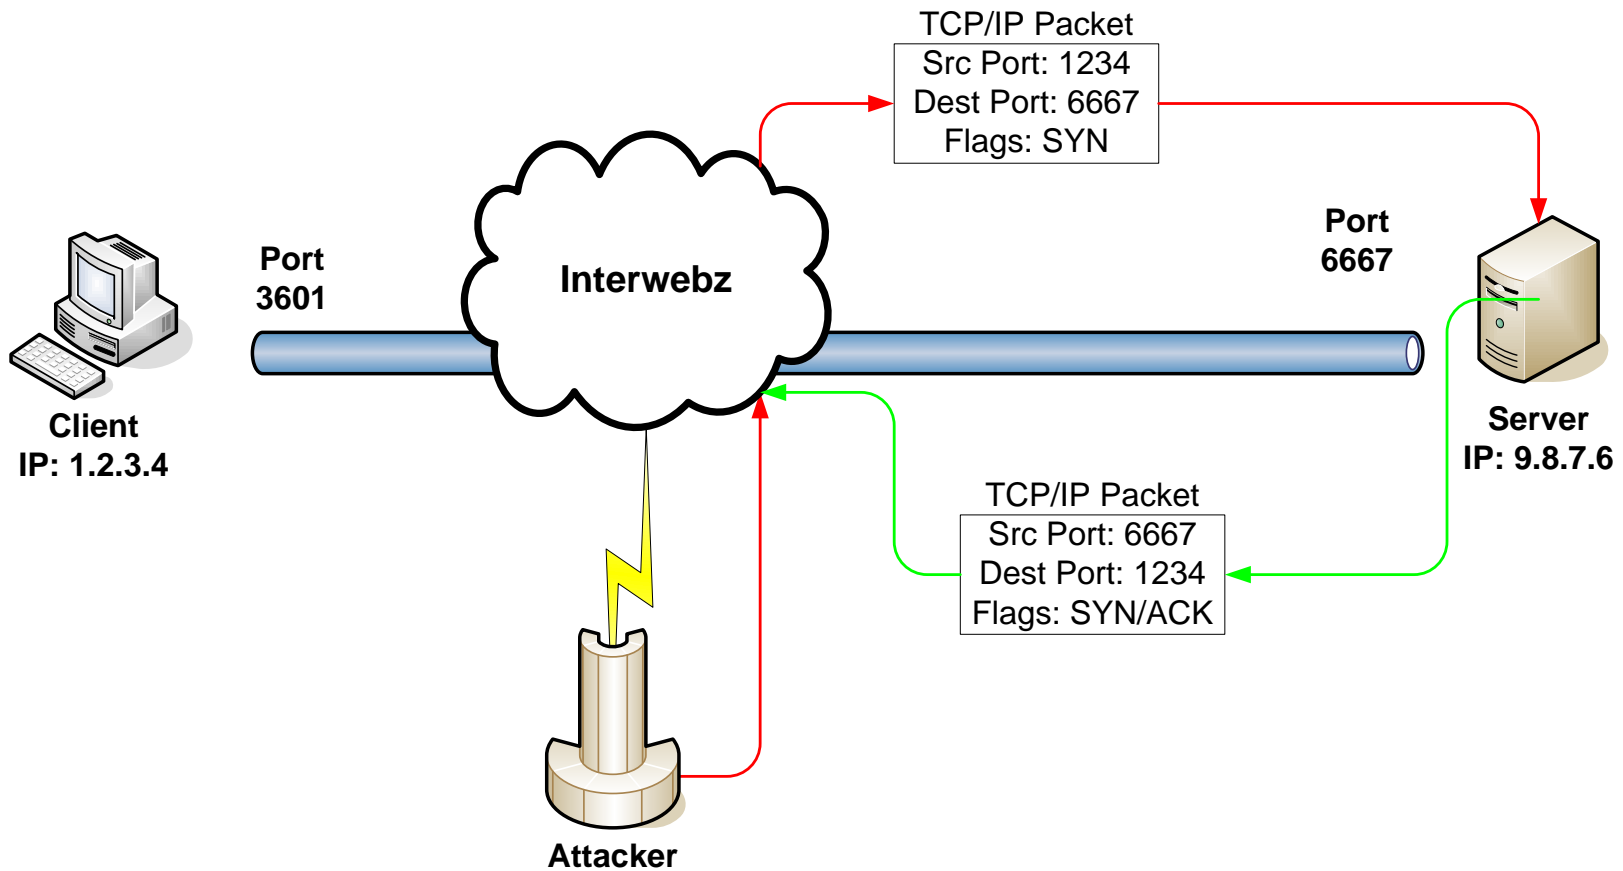 TCP/IP Packet
Src Port: 1234
Dest Port: 6667
Flags: SYN
Port
6667
Port
3601
Interwebz
Client
IP: 1.2.3.4
Server
IP: 9.8.7.6
TCP/IP Packet
Src Port: 6667
Dest Port: 1234
Flags: SYN/ACK
Attacker